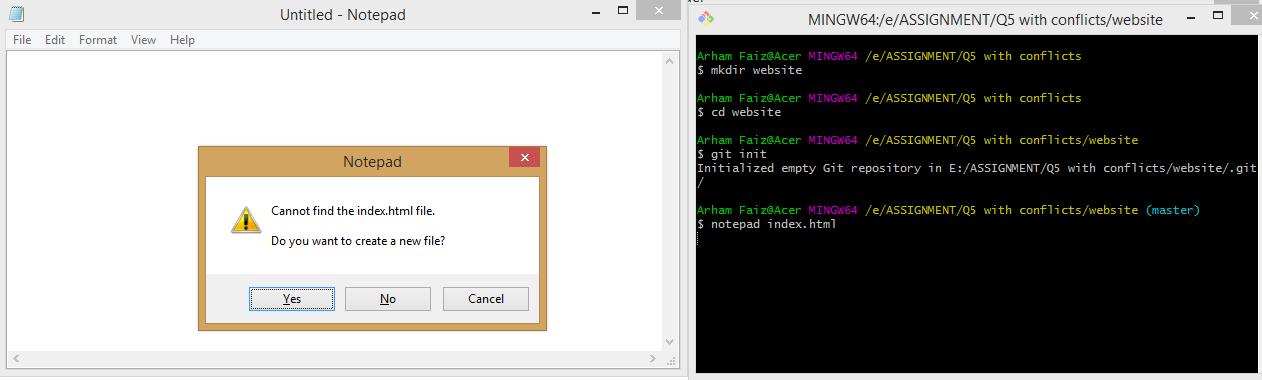 Untitled - Notepad
File Edit Format View Help
Notepad
Cannot find the index.html file.
Do you want to create a new file?
Yes No Cancel
MINGW64:/e/ASSIGNMENT/Q5 with conflicts/website
Arham Faiz@Acer MINGW64 /e/ASSIGNMENT/Q5 with conflicts
$ mkdir website
Arham Faiz@Acer MINGW64 /e/ASSIGNMENT/Q5 with conflicts
$ cd website
Arham Faiz@Acer MINGW64 /e/ASSIGNMENT/Q5 with conflicts/website
$ git init
Initialized empty Git repository in E:/ASSIGNMENT/Q5 with conflicts/website/.git
/
Arham Faiz@Acer MINGW64 /e/ASSIGNMENT/Q5 with conflicts/website (master)
$ notepad index.html